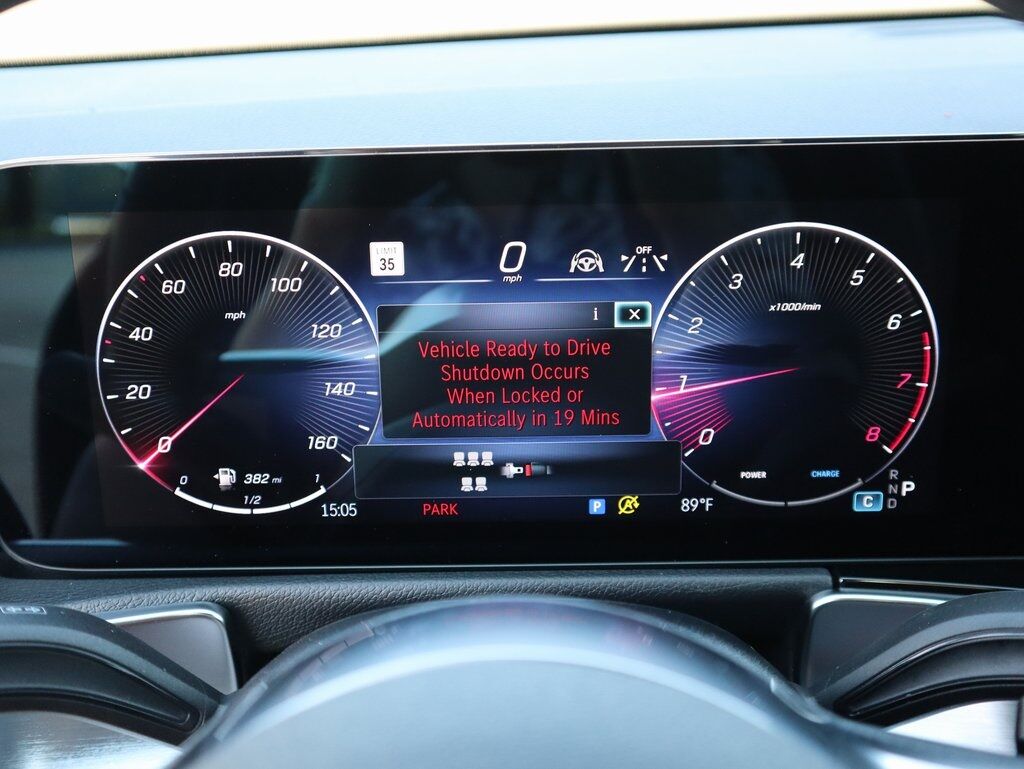 LIMIT
35
0
mph
OFF
i
Vehicle Ready to Drive
Shutdown Occurs
When Locked or
Automatically in 19 Mins
0
20
40
60
80
100
120
140
160
mph
0
1/2
1
382 mi
15:05
PARK
P
A
89°F
0
1
2
3
4
5
6
7
8
x1000/min
POWER
CHARGE
C
R
N
D
P